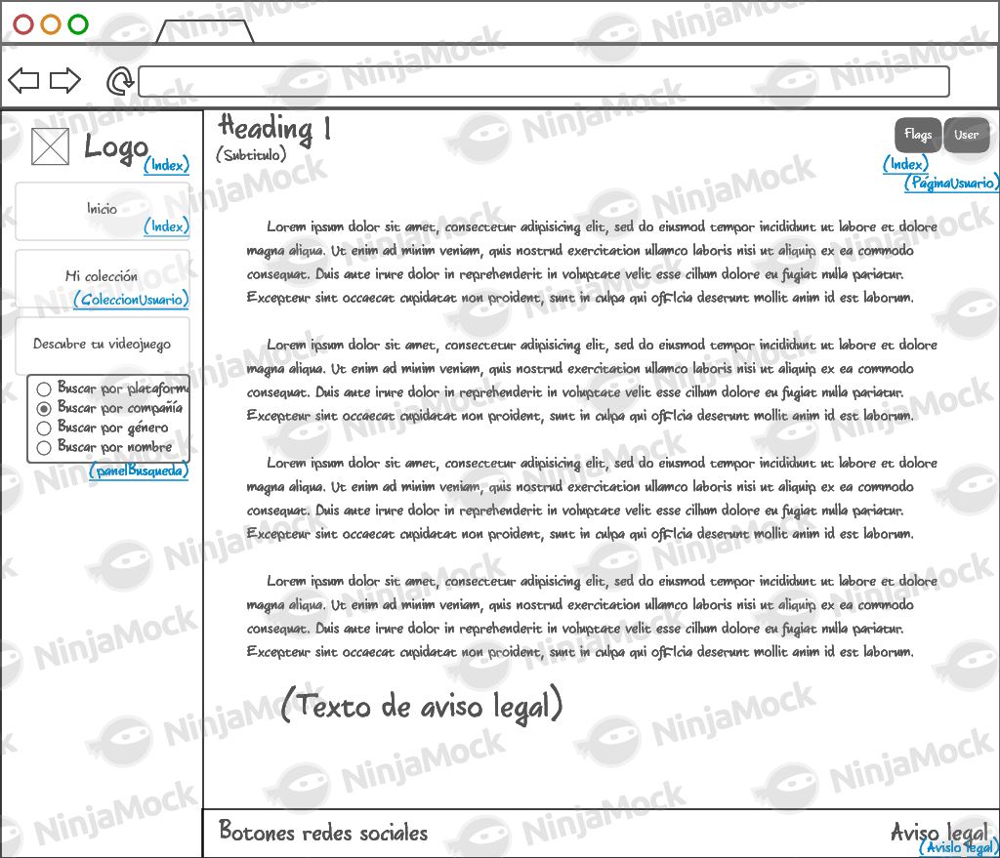 Logo
(Index)
Inicio
(Index)
Mi colección
(ColeccionUsuario)
Descubre tu videojuego
Buscar por plataform
Buscar por compañía
Buscar por género
Buscar por nombre
(panelBusqueda)
Heading 1
(Subtitulo)
Flags
User
(Index)
(PáginaUsuario)
Lorem ipsum dolor sit amet, consectetur adipisicing elit, sed do eiusmod tempor incididunt ut labore et dolore
magna aliqua. Ut enim ad minim veniam, quis nostrud exercitation ullamco laboris nisi ut aliquip ex ea commodo
consequat. Duis aute irure dolor in reprehenderit in voluptate velit esse cillum dolore eu fugiat nulla pariatur.
Excepteur sint occaecat cupidatat non proident, sunt in culpa qui officia deserunt mollit anim id est laborum.
Lorem ipsum dolor sit amet, consectetur adipisicing elit, sed do eiusmod tempor incididunt ut labore et dolore
magna aliqua. Ut enim ad minim veniam, quis nostrud exercitation ullamco laboris nisi ut aliquip ex ea commodo
consequat. Duis aute irure dolor in reprehenderit in voluptate velit esse cillum dolore eu fugiat nulla pariatur.
Excepteur sint occaecat cupidatat non proident, sunt in culpa qui officia deserunt mollit anim id est laborum.
Lorem ipsum dolor sit amet, consectetur adipisicing elit, sed do eiusmod tempor incididunt ut labore et dolore
magna aliqua. Ut enim ad minim veniam, quis nostrud exercitation ullamco laboris nisi ut aliquip ex ea commodo
consequat. Duis aute irure dolor in reprehenderit in voluptate velit esse cillum dolore eu fugiat nulla pariatur.
Excepteur sint occaecat cupidatat non proident, sunt in culpa qui officia deserunt mollit anim id est laborum.
Lorem ipsum dolor sit amet, consectetur adipisicing elit, sed do eiusmod tempor incididunt ut labore et dolore
magna aliqua. Ut enim ad minim veniam, quis nostrud exercitation ullamco laboris nisi ut aliquip ex ea commodo
consequat. Duis aute irure dolor in reprehenderit in voluptate velit esse cillum dolore eu fugiat nulla pariatur.
Excepteur sint occaecat cupidatat non proident, sunt in culpa qui officia deserunt mollit anim id est laborum.
(Texto de aviso legal)
Botones redes sociales
Aviso legal
(Avislo legal)
NinjaMock